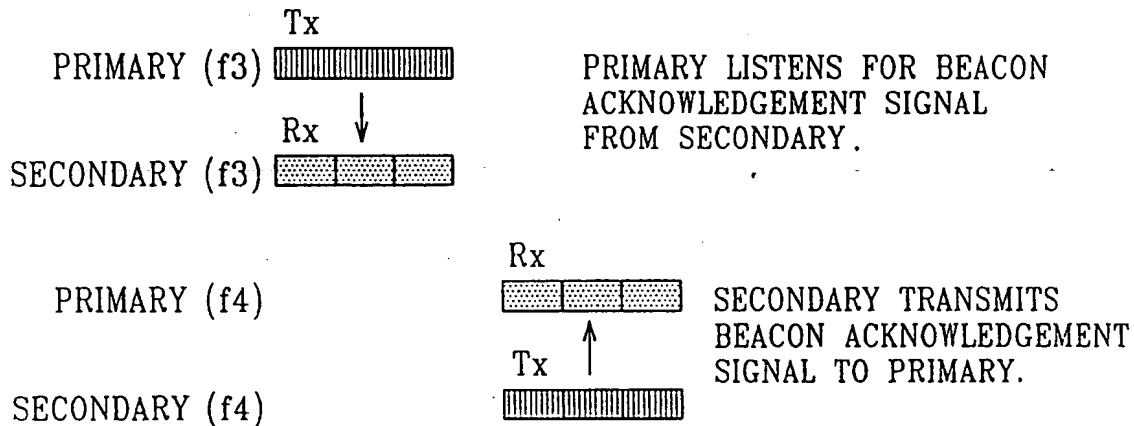 Tx
PRIMARY (f3)
PRIMARY LISTENS FOR BEACON
ACKNOWLEDGEMENT SIGNAL
FROM SECONDARY.
Rx
SECONDARY (f3)
Rx
PRIMARY (f4)
SECONDARY TRANSMITS
BEACON ACKNOWLEDGEMENT
SIGNAL TO PRIMARY.
Tx
SECONDARY (f4)